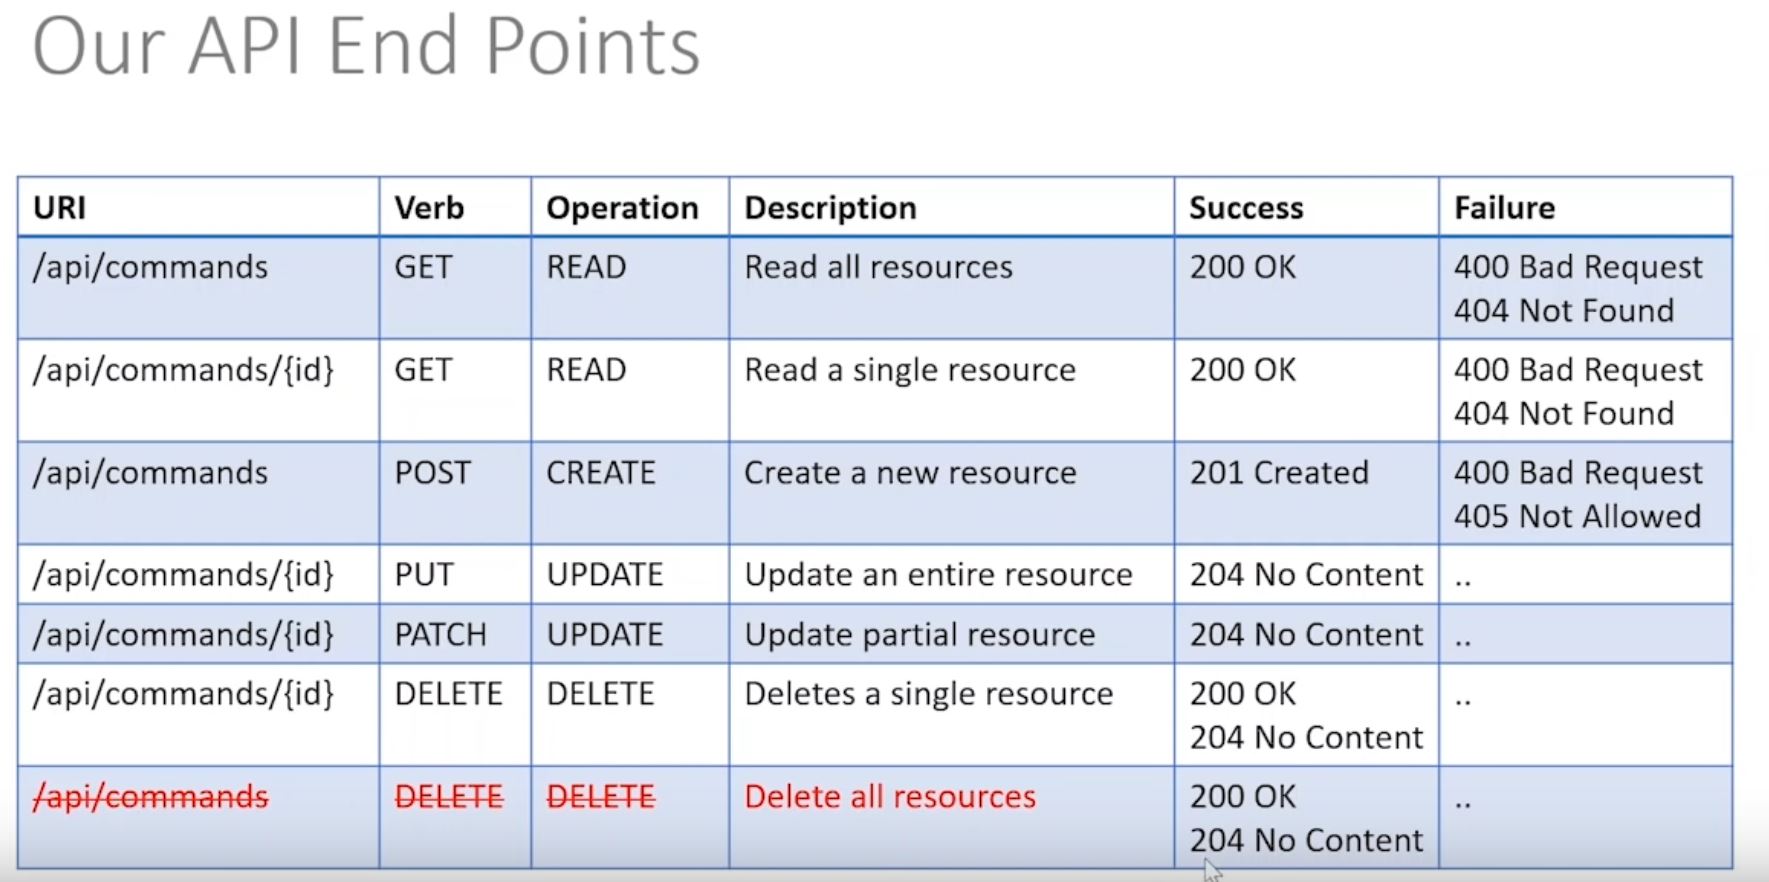 Our API End Points
URI Verb Operation Description Success Failure
/api/commands GET READ Read all resources 200 OK 400 Bad Request
404 Not Found
/api/commands/{id} GET READ Read a single resource 200 OK 400 Bad Request
404 Not Found
/api/commands POST CREATE Create a new resource 201 Created 400 Bad Request
405 Not Allowed
/api/commands/{id} PUT UPDATE Update an entire resource 204 No Content ..
/api/commands/{id} PATCH UPDATE Update partial resource 204 No Content ..
/api/commands/{id} DELETE DELETE Deletes a single resource 200 OK ..
204 No Content
/api/commands DELETE DELETE Delete all resources 200 OK ..
204 No Content